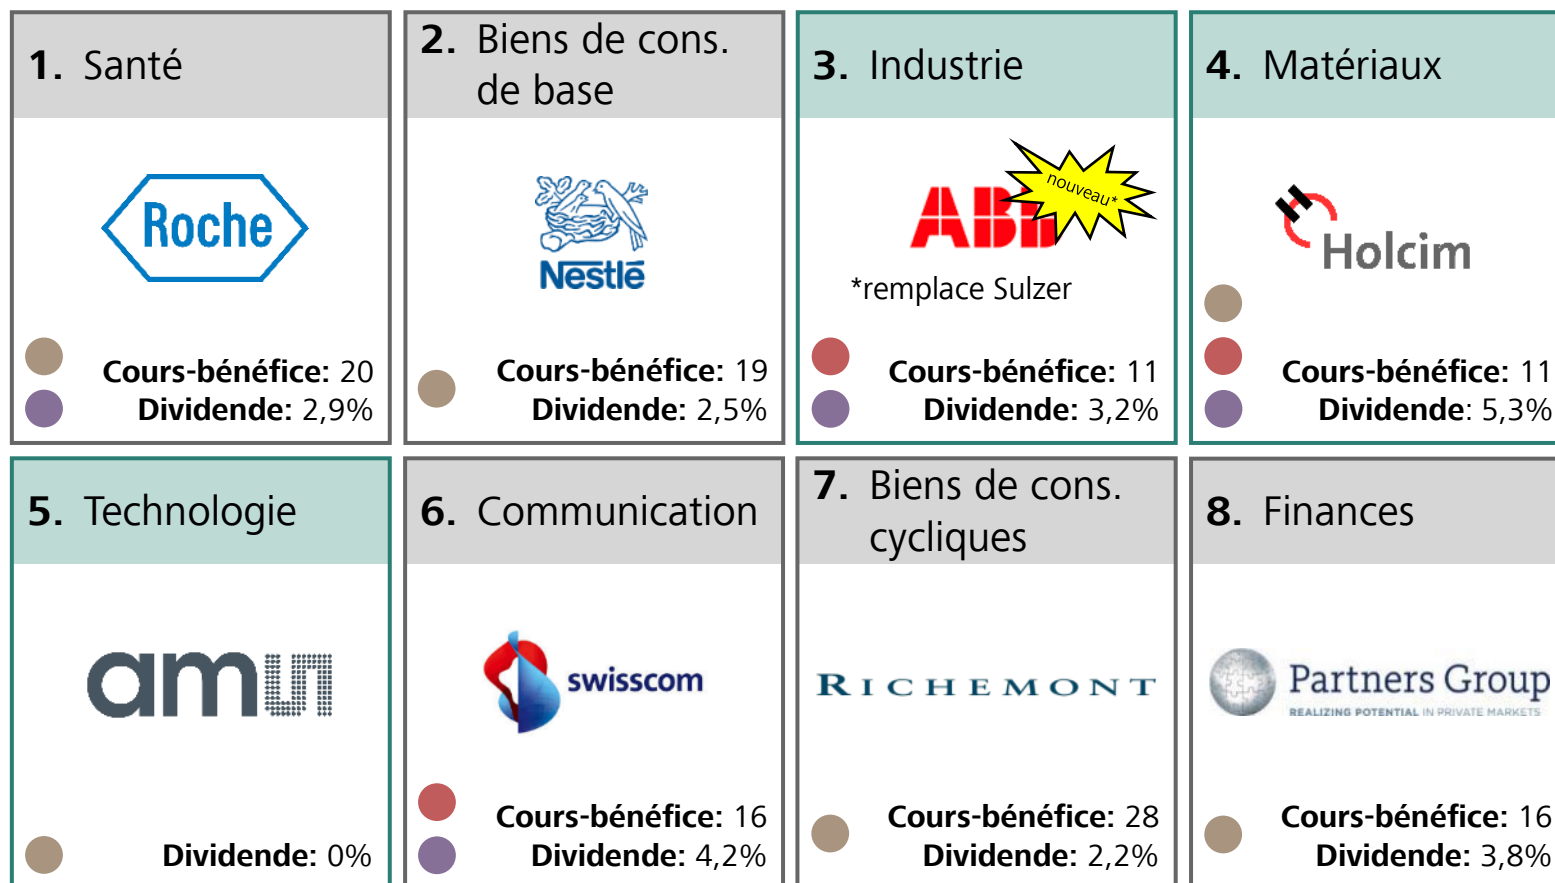 1. Santé
Roche
Cours-bénéfice: 20
Dividende: 2,9%
2. Biens de cons.
de base
Nestlé
Cours-bénéfice: 19
Dividende: 2,5%
3. Industrie
ABB
nouveau*
*remplace Sulzer
Cours-bénéfice: 11
Dividende: 3,2%
4. Matériaux
Holcim
Cours-bénéfice: 11
Dividende: 5,3%
5. Technologie
amun
Dividende: 0%
6. Communication
swisscom
Cours-bénéfice: 16
Dividende: 4,2%
7. Biens de cons.
cycliques
RICHEMONT
Cours-bénéfice: 28
Dividende: 2,2%
8. Finances
Partners Group
REALIZING POTENTIAL IN PRIVATE MARKETS
Cours-bénéfice: 16
Dividende: 3,8%